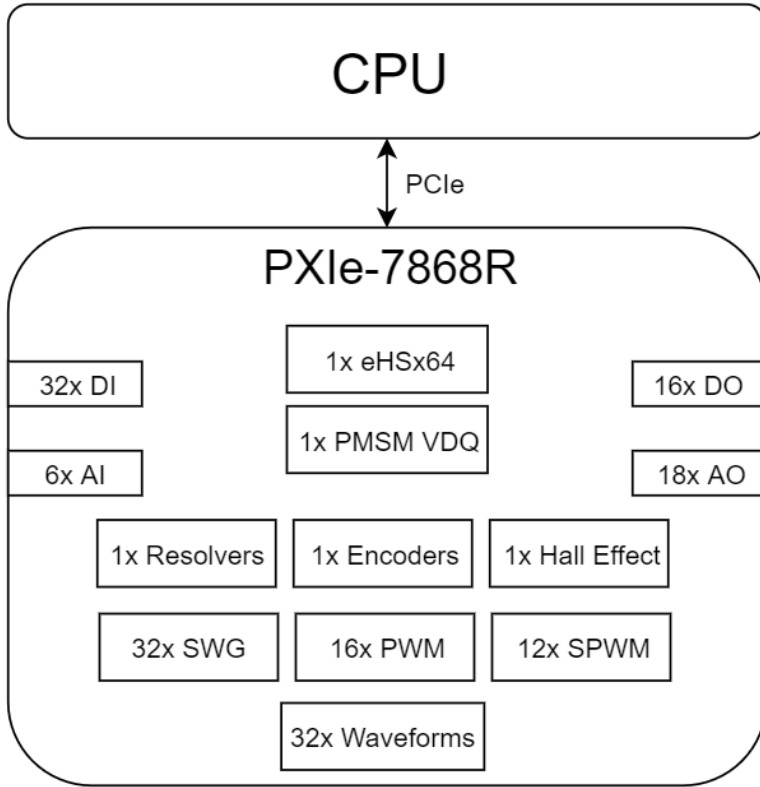 CPU
PCIe
PXIe-7868R
1x eHSx64
32x DI
16x DO
1x PMSM VDQ
6x AI
18x AO
1x Resolvers
1x Encoders
1x Hall Effect
32x SWG
16x PWM
12x SPWM
32x Waveforms